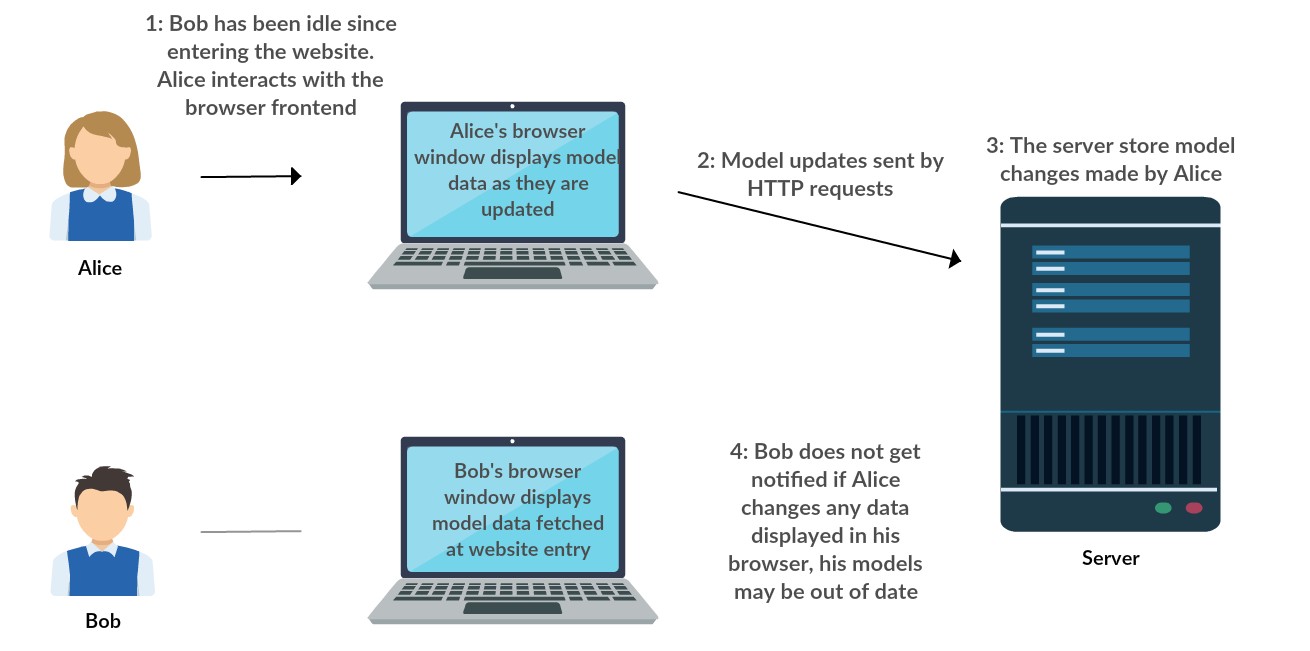 1: Bob has been idle since
entering the website.
Alice interacts with the
browser frontend
Alice's browser
window displays model
data as they are
updated
2: Model updates sent by
HTTP requests
3: The server store model
changes made by Alice
Alice
Bob's browser
window displays
model data fetched
at website entry
4: Bob does not get
notified if Alice
changes any data
displayed in his
browser, his models
may be out of date
Server
Bob